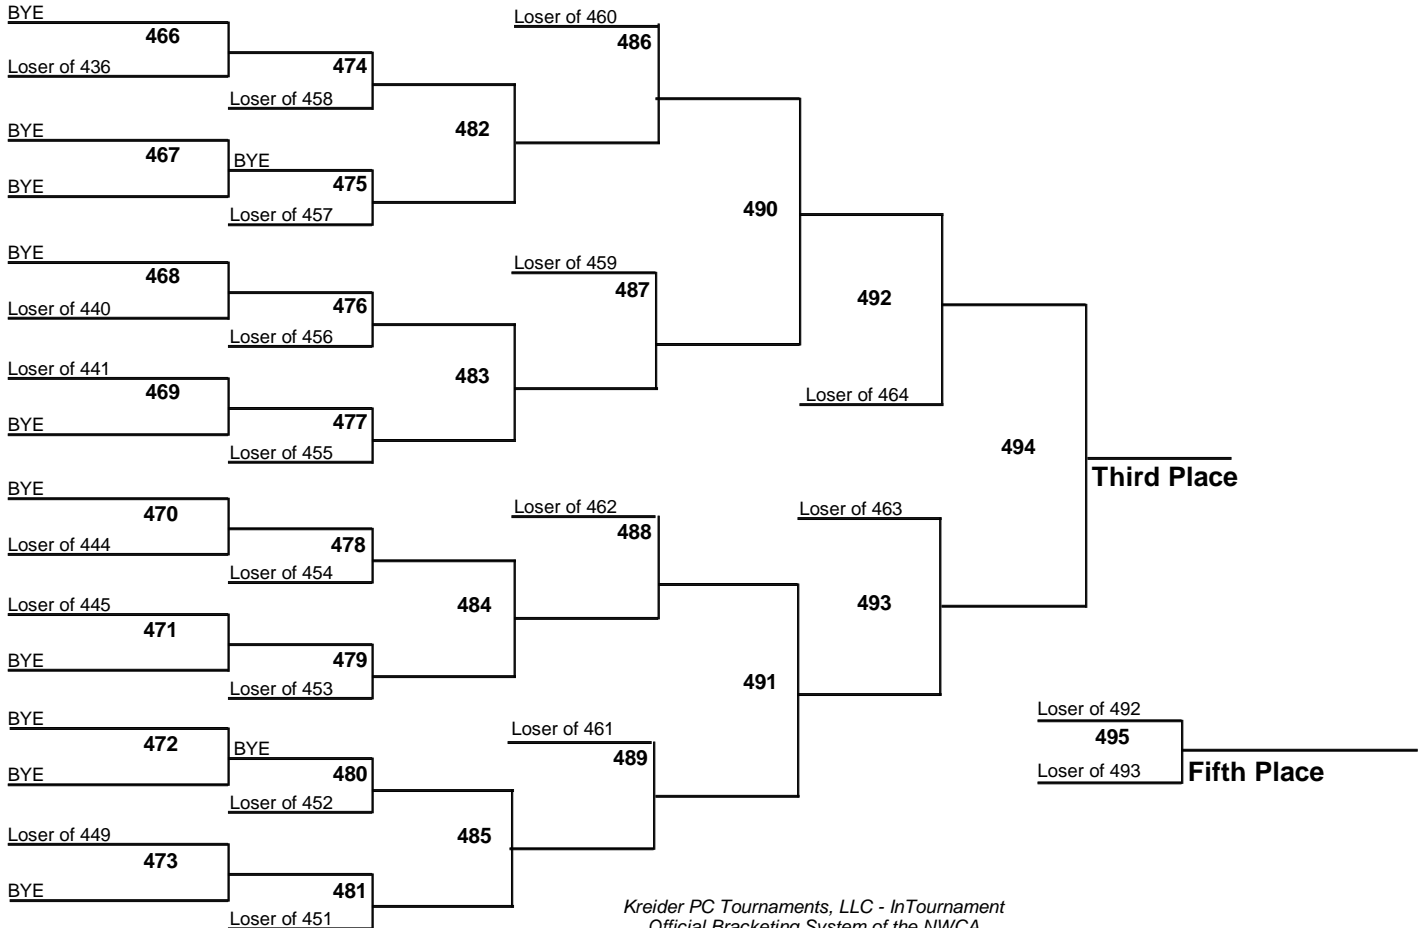 BYE
466
Loser of 436
474
Loser of 458
BYE
467
BYE
BYE
475
Loser of 457
482
BYE
468
Loser of 440
476
Loser of 456
Loser of 441
469
BYE
477
Loser of 455
483
BYE
470
Loser of 444
478
Loser of 454
Loser of 445
471
BYE
479
Loser of 453
484
BYE
472
BYE
BYE
480
Loser of 452
Loser of 449
473
BYE
481
Loser of 451
485
Loser of 460
486
Loser of 459
487
490
Loser of 462
488
Loser of 461
489
491
492
Loser of 464
Loser of 463
493
494
Third Place
Loser of 492
495
Loser of 493
Fifth Place
Kreider PC Tournaments, LLC - InTournament
Official Bracketing System of the NWCA